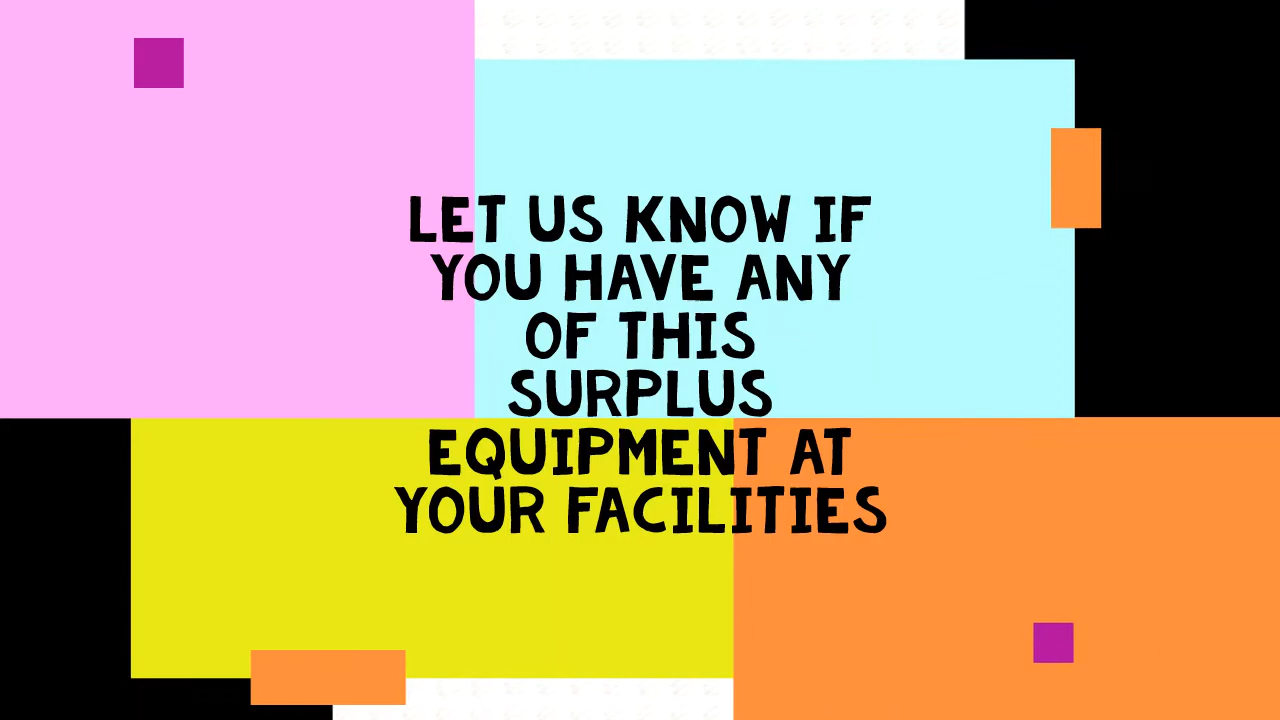 LET US KNOW IF
YOU HAVE ANY
OF THIS
SURPLUS
EQUIPMENT AT
YOUR FACILITIES